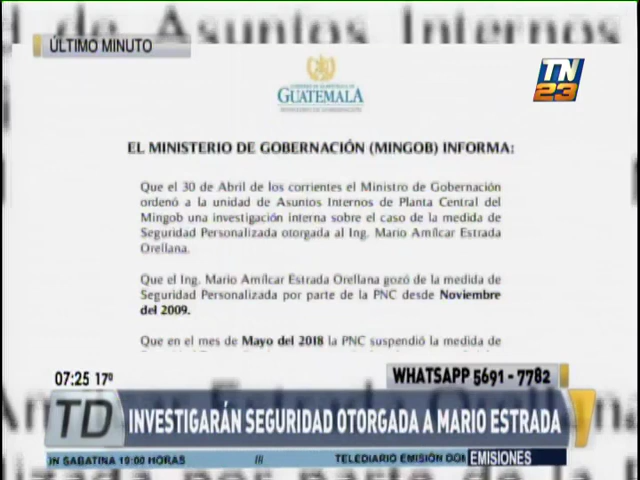 d de Asuntos Internos
ÚLTIMO MINUTO
TN
23
GUATEMALA
EL MINISTERIO DE GOBERNACIÓN (MINGOB) INFORMA:
Que el 30 de Abril de los corrientes el Ministro de Gobernación
ordenó a la unidad de Asuntos Internos de Planta Central del
Mingob una investigación interna sobre el caso de la medida de
Seguridad Personalizada otorgada al Ing. Mario Amílcar Estrada
Orellana.
Que el Ing. Mario Amílcar Estrada Orellana gozó de la medida de
Seguridad Personalizada por parte de la PNC desde Noviembre
del 2009.
Que en el mes de Mayo del 2018 la PNC suspendió la medida de
07:25 17º
WHATSAPP 5691 - 7782
TD
INVESTIGARÁN SEGURIDAD OTORGADA A MARIO ESTRADA
ON SABATINA 19:00 HORAS /// TELEDIARIO EMISIÓN DOM
EMISIONES